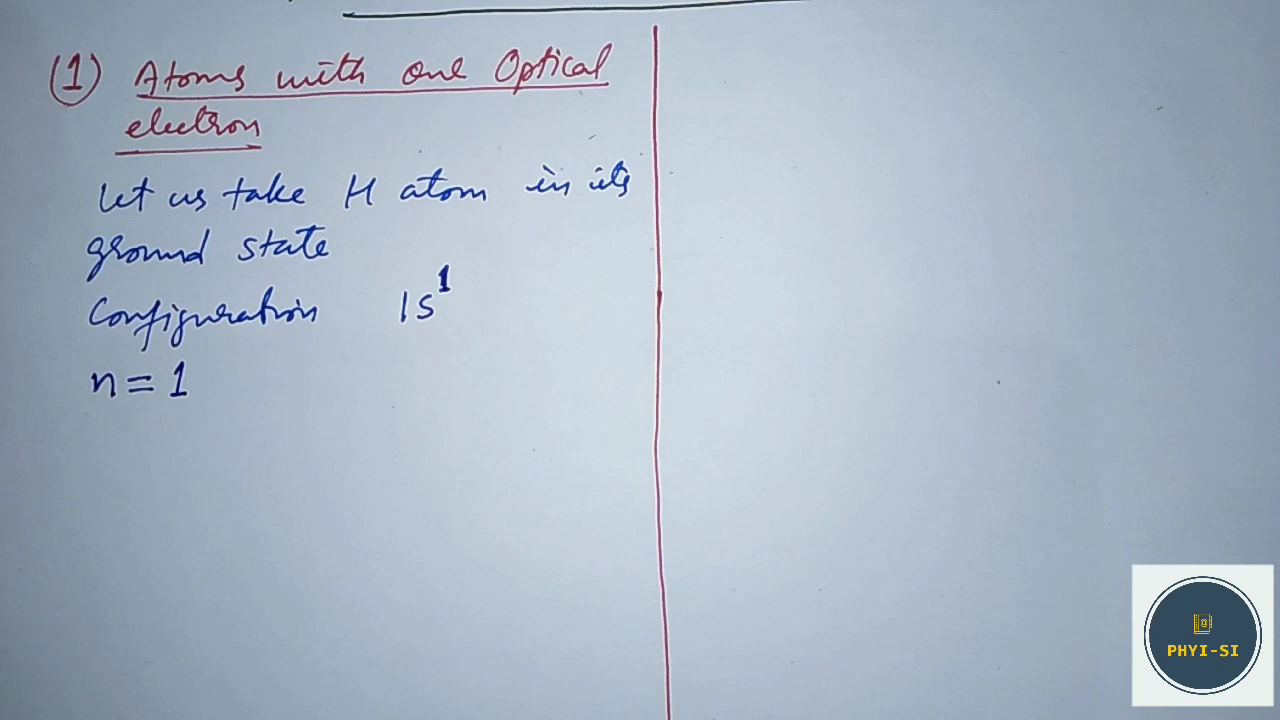 (1) Atoms with one Optical
electron
Let us take H atom in its
ground state
Configuration 1s¹
n = 1
PHYI-SI